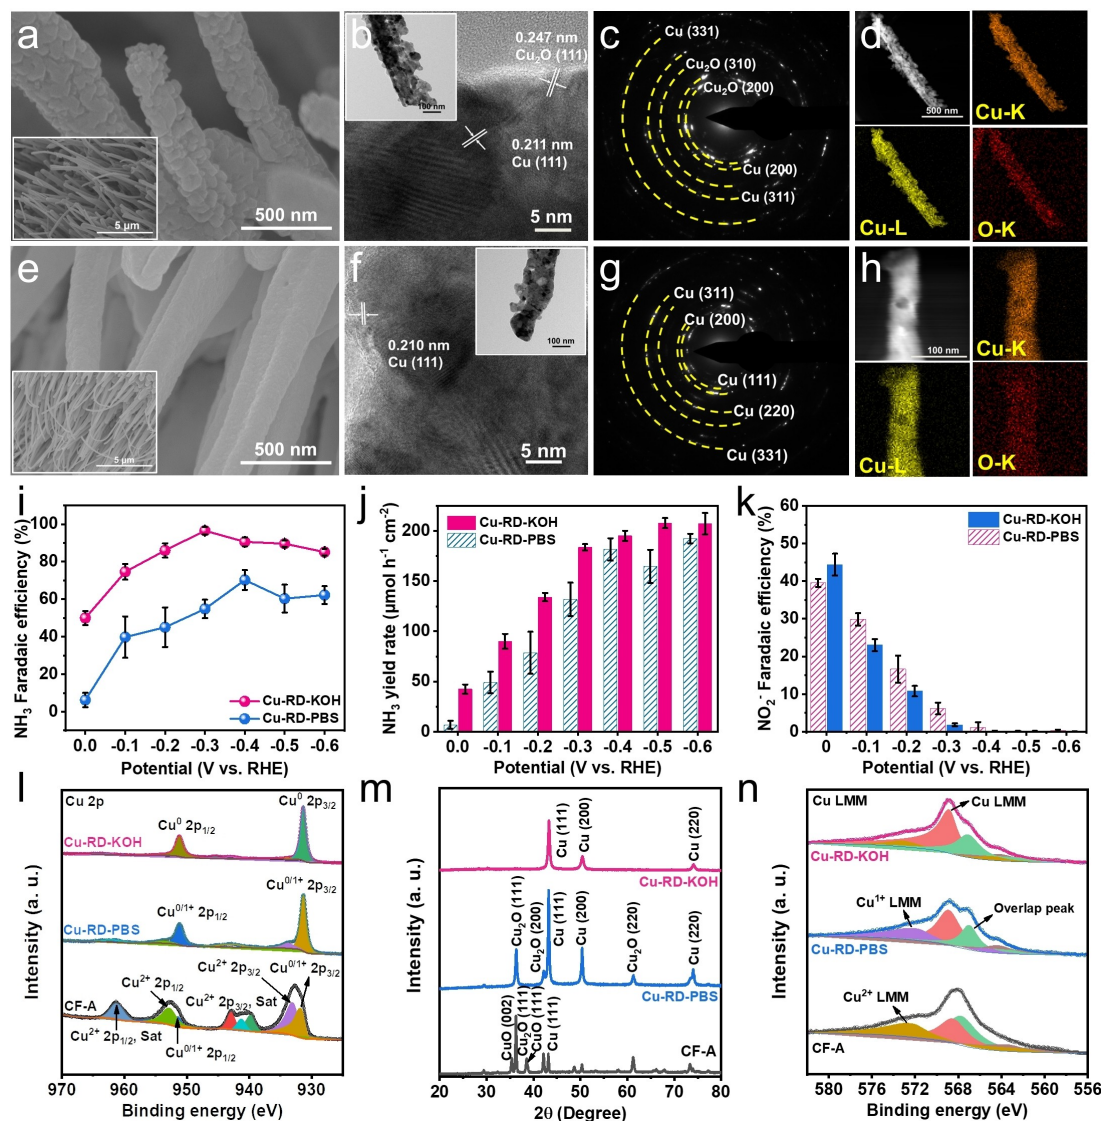 a
500 nm
5 µm
b
100 nm
0.247 nm
Cu₂O (111)
0.211 nm
Cu (111)
5 nm
c
Cu (331)
Cu₂O (310)
Cu₂O (200)
Cu (200)
Cu (311)
d
500 nm
Cu-K
Cu-L
O-K
e
500 nm
5 µm
f
0.210 nm
Cu (111)
100 nm
5 nm
g
Cu (311)
Cu (200)
Cu (111)
Cu (220)
Cu (331)
h
100 nm
Cu-K
Cu-L
O-K
i
NH₃ Faradaic efficiency (%)
100
80
60
40
20
0
Cu-RD-KOH
Cu-RD-PBS
0.0 -0.1 -0.2 -0.3 -0.4 -0.5 -0.6
Potential (V vs. RHE)
j
NH₃ yield rate (µmol h⁻¹ cm⁻²)
200
150
100
50
0
Cu-RD-KOH
Cu-RD-PBS
0.0 -0.1 -0.2 -0.3 -0.4 -0.5 -0.6
Potential (V vs. RHE)
k
NO₂⁻ Faradaic efficiency (%)
60
50
40
30
20
10
0
Cu-RD-KOH
Cu-RD-PBS
0 -0.1 -0.2 -0.3 -0.4 -0.5 -0.6
Potential (V vs. RHE)
l
Intensity (a. u.)
Cu 2p
Cu⁰ 2p₃/₂
Cu⁰ 2p₁/₂
Cu-RD-KOH
Cu⁰/¹⁺ 2p₃/₂
Cu⁰/¹⁺ 2p₁/₂
Cu-RD-PBS
Cu²⁺ 2p₃/₂
Cu⁰/¹⁺ 2p₃/₂
Cu²⁺ 2p₁/₂
Cu²⁺ 2p₃/₂, Sat
CF-A
Cu²⁺ 2p₁/₂, Sat
Cu⁰/¹⁺ 2p₁/₂
970 960 950 940 930
Binding energy (eV)
m
Intensity (a. u.)
Cu (111)
Cu (200)
Cu (220)
Cu-RD-KOH
Cu₂O (111)
Cu₂O (200)
Cu (111)
Cu (200)
Cu₂O (220)
Cu (220)
Cu-RD-PBS
CuO (002)
Cu₂O (111)
CuO (111)
Cu (111)
CF-A
20 30 40 50 60 70 80
2θ (Degree)
n
Intensity (a. u.)
Cu LMM
Cu LMM
Cu-RD-KOH
Cu¹⁺ LMM
Overlap peak
Cu-RD-PBS
Cu²⁺ LMM
CF-A
580 576 572 568 564 560 556
Binding energy (eV)